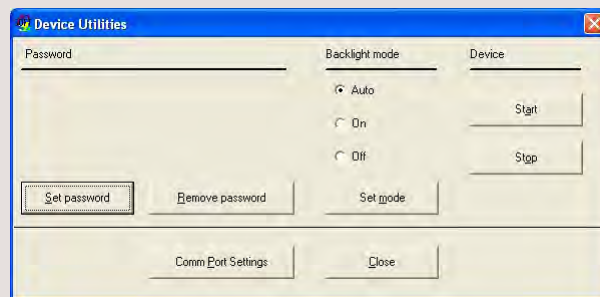 Device Utilities
Password
Backlight mode
Device
Auto
On
Off
Start
Stop
Set password
Remove password
Set mode
Comm Port Settings
Close